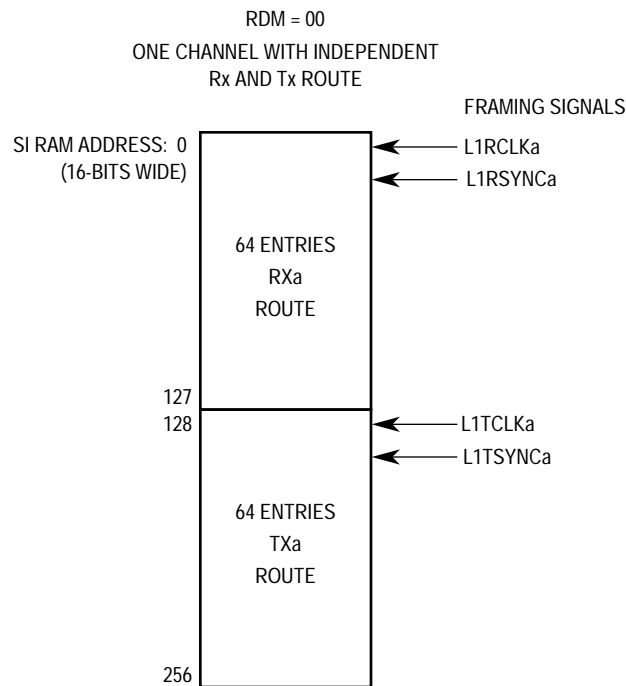 RDM = 00
ONE CHANNEL WITH INDEPENDENT
Rx AND Tx ROUTE
FRAMING SIGNALS
SI RAM ADDRESS: 0
(16-BITS WIDE)
L1RCLKa
L1RSYNCa
64 ENTRIES
RXa
ROUTE
127
128
L1TCLKa
L1TSYNCa
64 ENTRIES
TXa
ROUTE
256